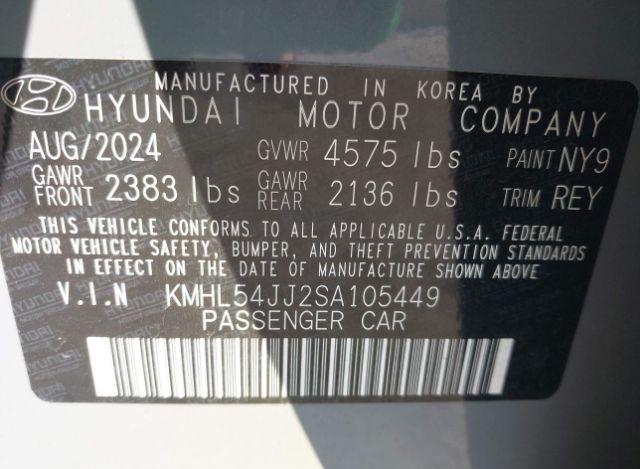 MANUFACTURED IN KOREA BY
HYUNDAI MOTOR COMPANY
AUG/2024 GVWR 4575 lbs PAINT NY9
GAWR FRONT 2383 lbs GAWR REAR 2136 lbs TRIM REY
THIS VEHICLE CONFORMS TO ALL APPLICABLE U.S.A. FEDERAL
MOTOR VEHICLE SAFETY, BUMPER, AND THEFT PREVENTION STANDARDS
IN EFFECT ON THE DATE OF MANUFACTURE SHOWN ABOVE
V.I.N KMHL54JJ2SA105449
PASSENGER CAR